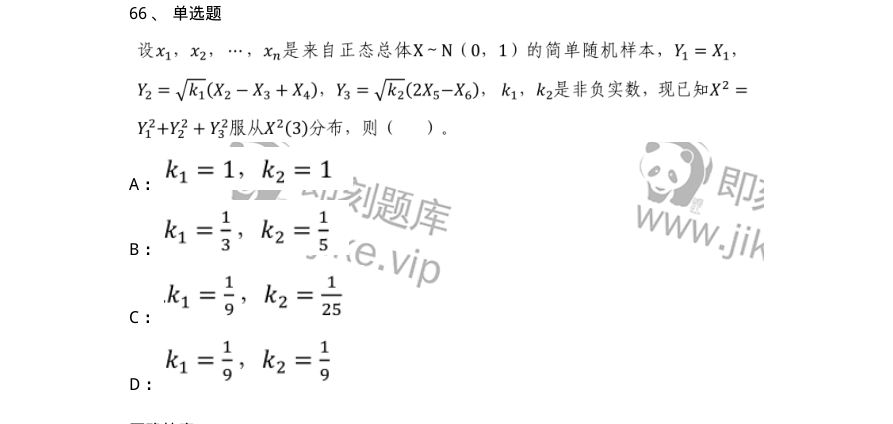 66 、 单选题
设x₁，x₂，⋯，xₙ是来自正态总体X~N（0，1）的简单随机样本，Y₁ = X₁，
Y₂ = √k₁(X₂ − X₃ + X₄)，Y₃ = √k₂(2X₅−X₆)， k₁，k₂是非负实数，现已知X² =
Y₁²+Y₂² + Y₃²服从X²(3)分布，则（ ）。
A： k₁ = 1，k₂ = 1
B： k₁ = 1/3，k₂ = 1/5
C： .k₁ = 1/9，k₂ = 1/25
D： k₁ = 1/9，k₂ = 1/9
即刻题库
ke.vip
即
www.jik